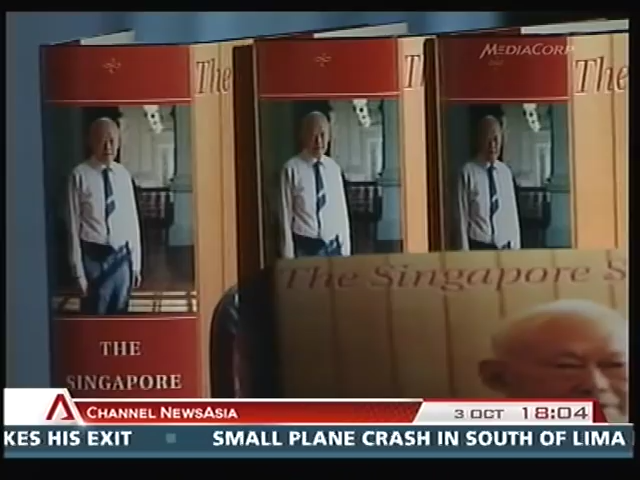 MEDIACORP
The
T
The
The Singapore S
THE
SINGAPORE
CHANNEL NEWSASIA
3 OCT 18:04
KES HIS EXIT ▪ SMALL PLANE CRASH IN SOUTH OF LIMA